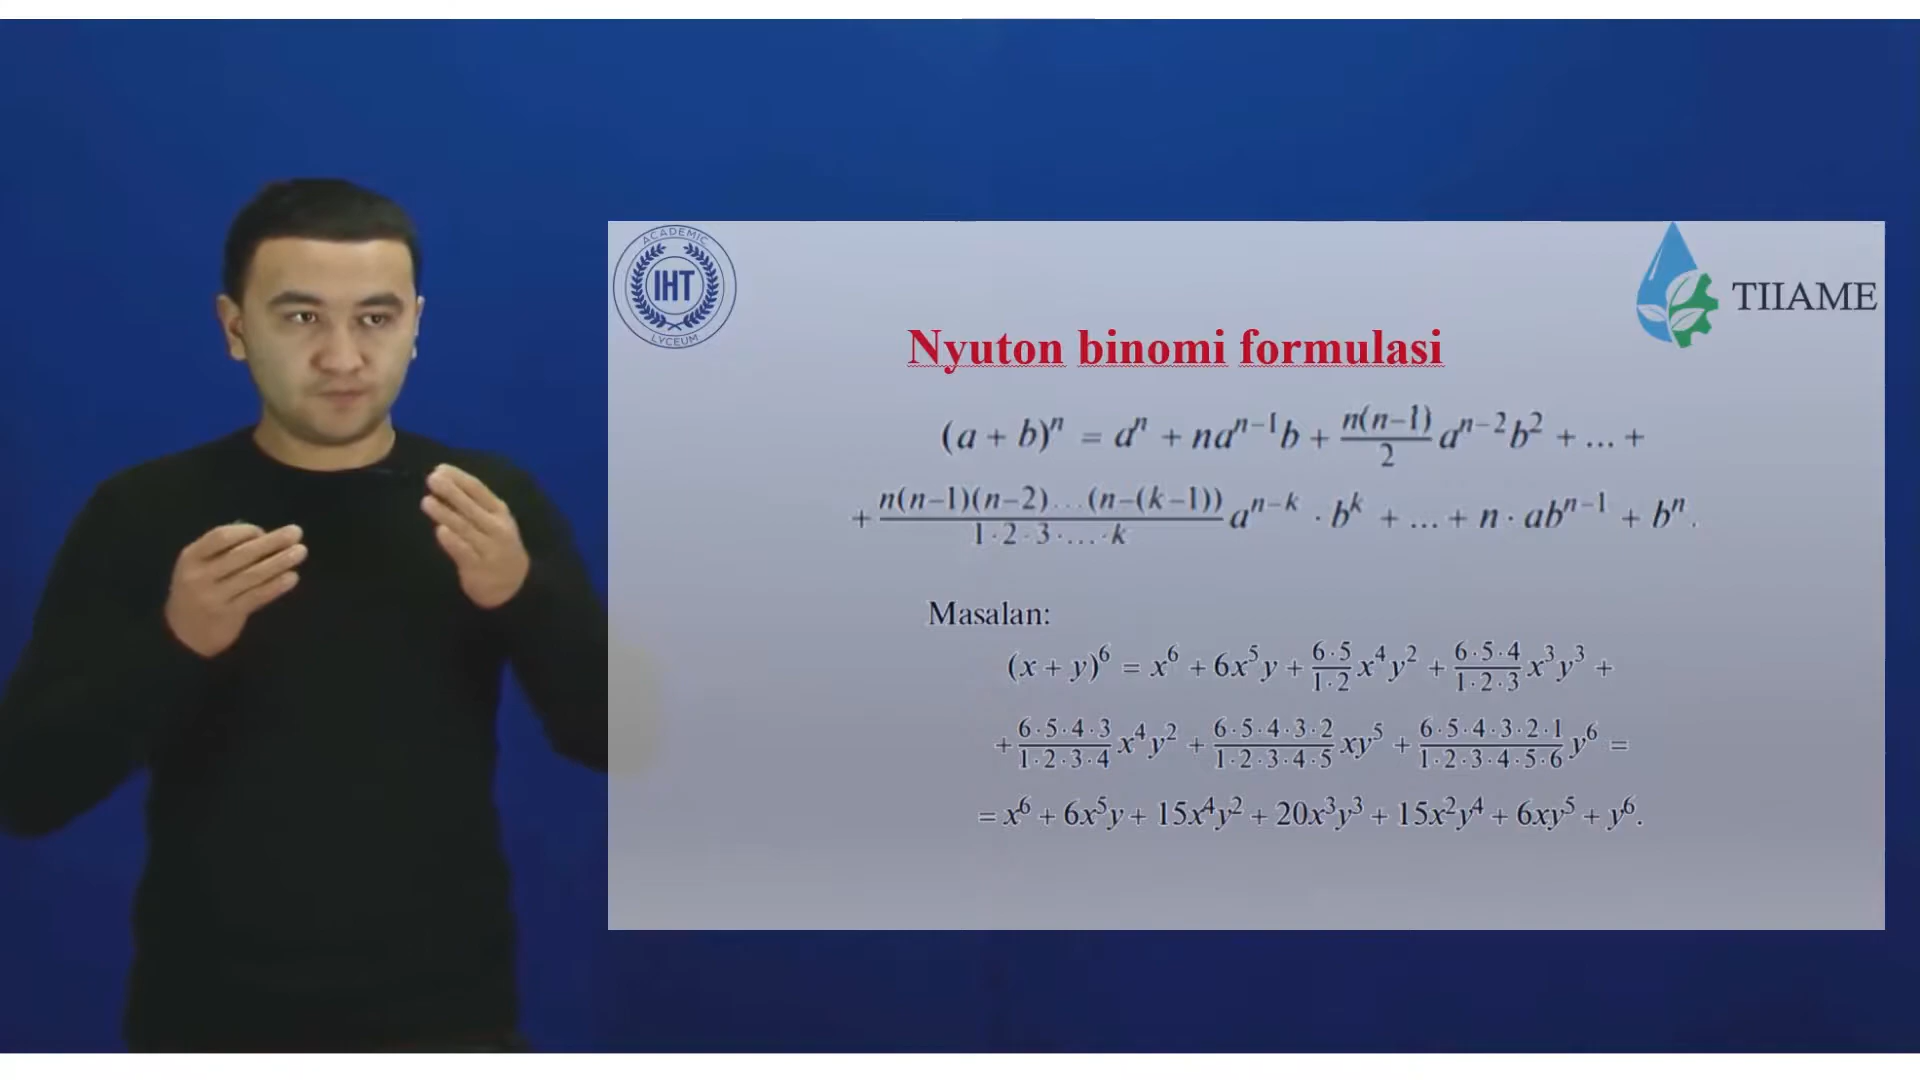 ACADEMIC
IHT
LYCEUM
TIIAME
Nyuton binomi formulasi
(a + b)ⁿ = aⁿ + naⁿ⁻¹b + n(n−1)/2 aⁿ⁻²b² + ... +
+ n(n−1)(n−2)...(n−(k−1))/1·2·3·...·k aⁿ⁻ᵏ · bᵏ + ... + n · abⁿ⁻¹ + bⁿ.
Masalan:
(x + y)⁶ = x⁶ + 6x⁵y + 6·5/1·2 x⁴y² + 6·5·4/1·2·3 x³y³ +
+ 6·5·4·3/1·2·3·4 x⁴y² + 6·5·4·3·2/1·2·3·4·5 xy⁵ + 6·5·4·3·2·1/1·2·3·4·5·6 y⁶ =
= x⁶ + 6x⁵y + 15x⁴y² + 20x³y³ + 15x²y⁴ + 6xy⁵ + y⁶.